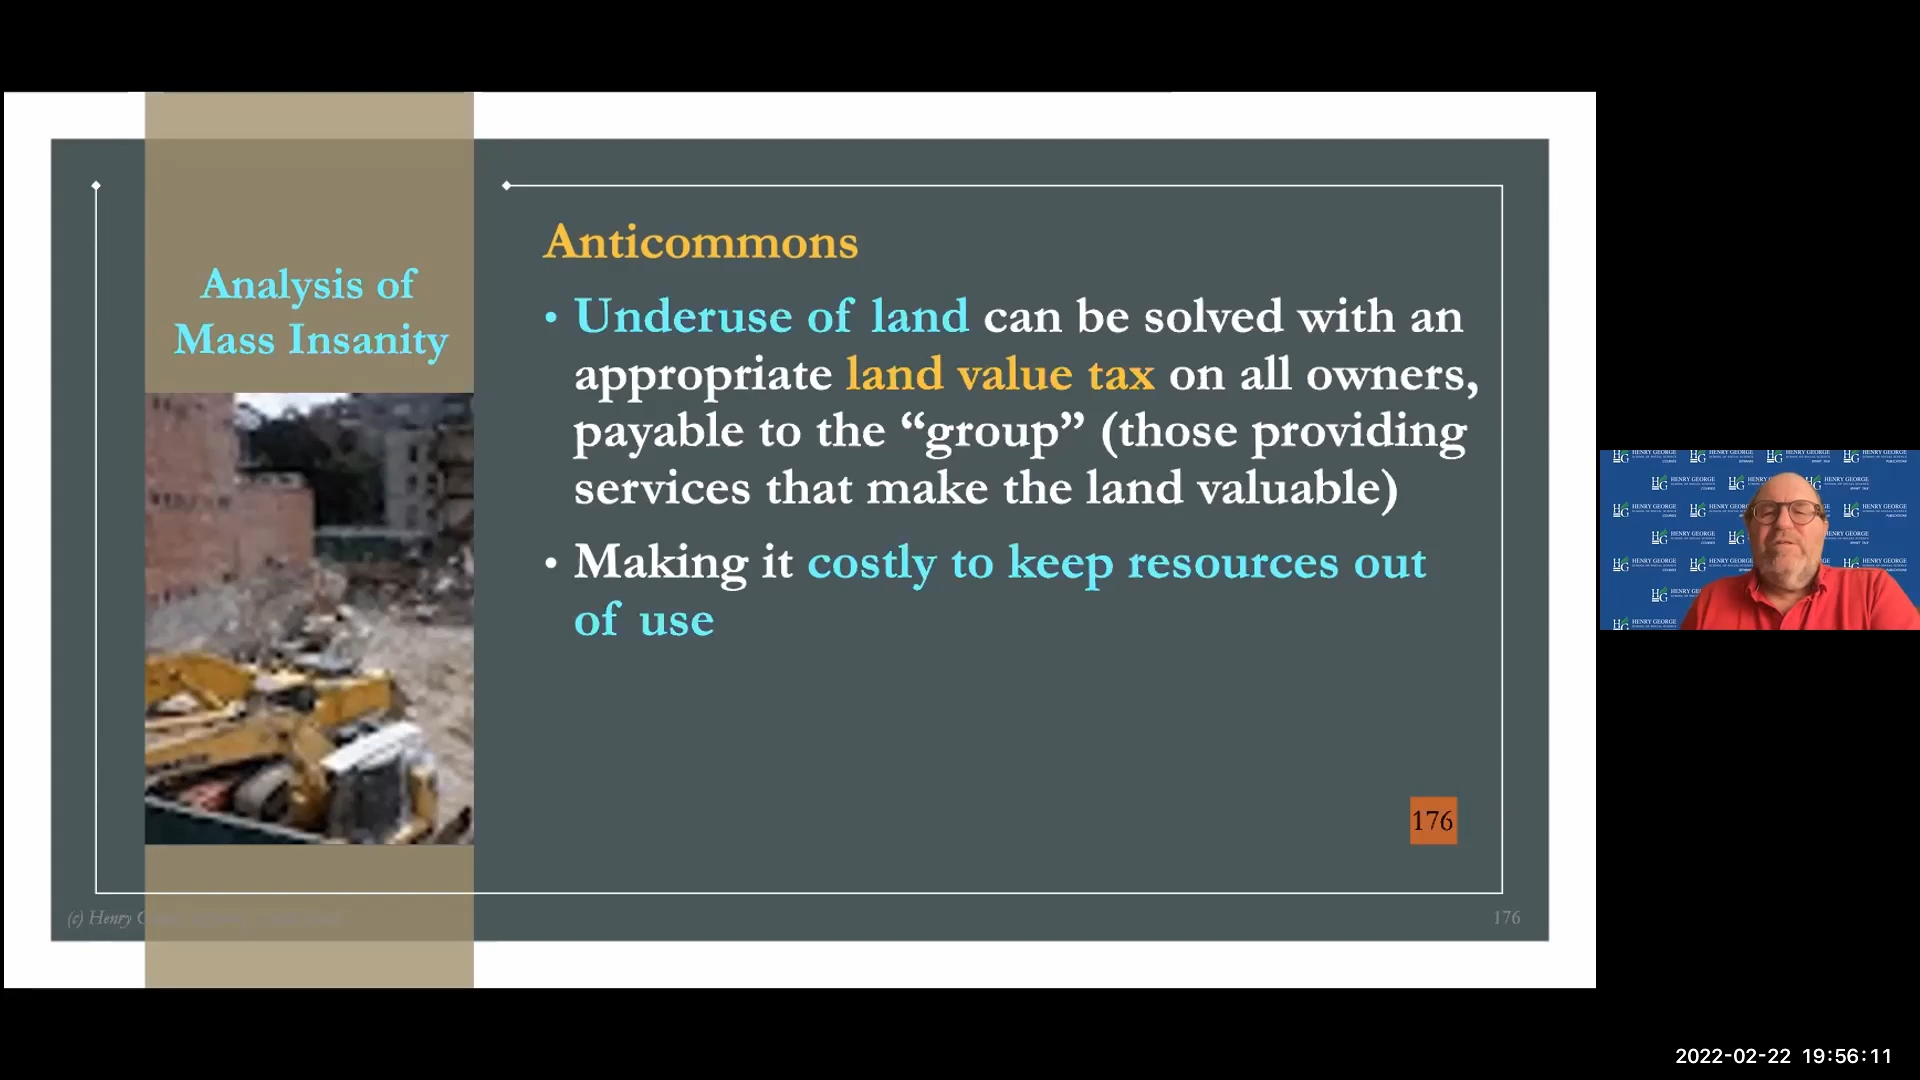 Analysis of
Mass Insanity
Anticommons
• Underuse of land can be solved with an
appropriate land value tax on all owners,
payable to the “group” (those providing
services that make the land valuable)
• Making it costly to keep resources out
of use
176
(c) Henry
176
HENRY GEORGE
2022-02-22 19:56:11